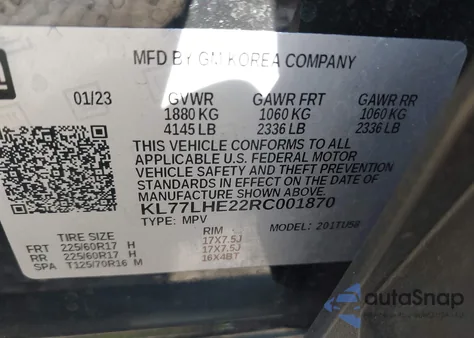 MFD BY GM KOREA COMPANY
01/23 GVWR GAWR FRT GAWR RR
1880 KG 1060 KG 1060 KG
4145 LB 2336 LB 2336 LB
THIS VEHICLE CONFORMS TO ALL
APPLICABLE U.S. FEDERAL MOTOR
VEHICLE SAFETY AND THEFT PREVENTION
STANDARDS IN EFFECT ON THE DATE OF
MANUFACTURE SHOWN ABOVE.
KL77LHE22RC001870
TYPE: MPV
TIRE SIZE RIM
FRT 225/60R17 H 17X7.5J
RR 225/60R17 H 17X7.5J
SPA T125/70R16 M 16X4BT
autoSnap